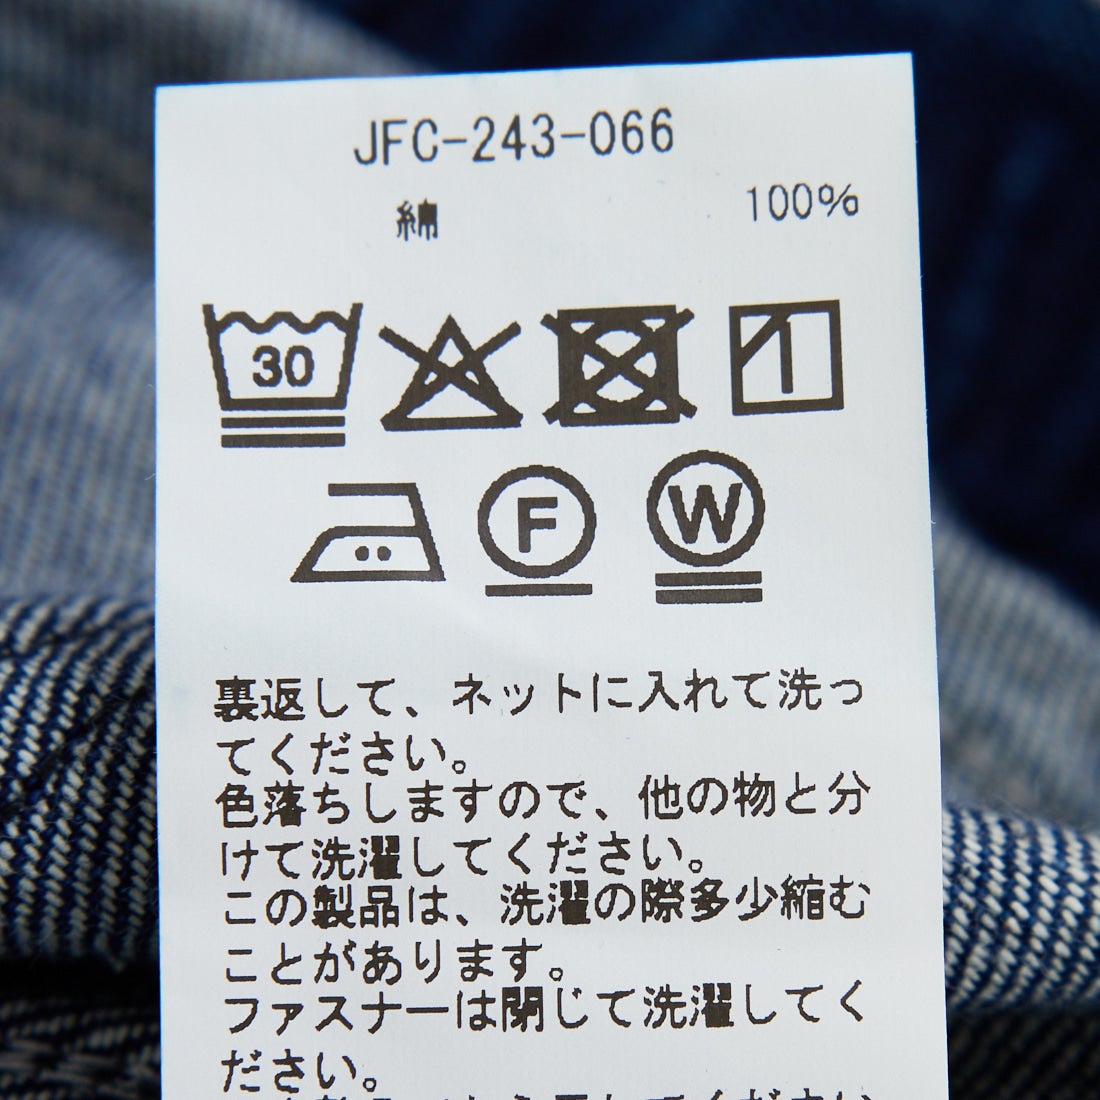 JFC-243-066
綿 100%
30
F W
裏返して、ネットに入れて洗っ
てください。
色落ちしますので、他の物と分
けて洗濯してください。
この製品は、洗濯の際多少縮む
ことがあります。
ファスナーは閉じて洗濯してく
ださい。